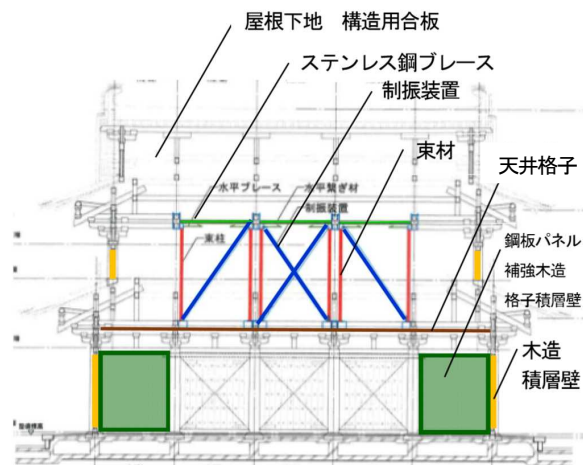 屋根下地　構造用合板
ステンレス鋼ブレース
制振装置
束材
天井格子
水平ブレース
水平繋ぎ材
制振装置
束柱
鋼板パネル
補強木造
格子積層壁
木造
積層壁